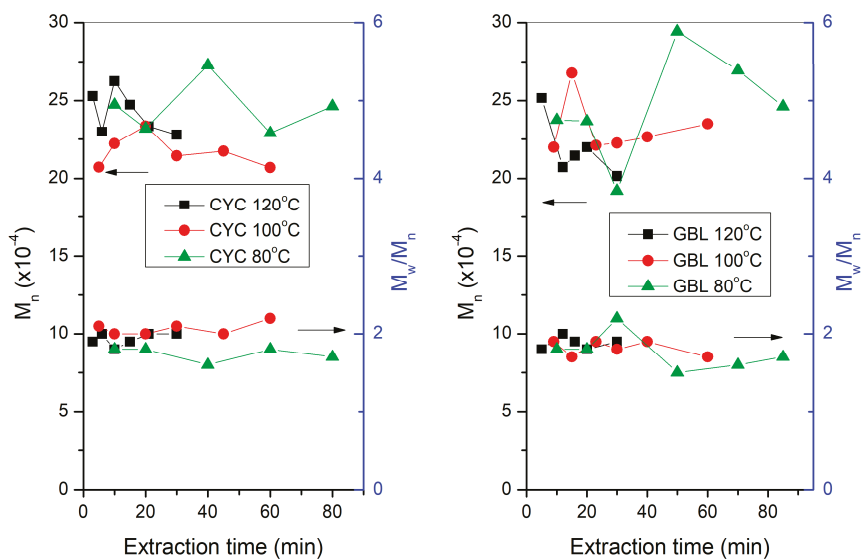 30
25
20
15
10
5
0
Mₙ (x10⁻⁴)
6
4
2
0
M_w/Mₙ
CYC 120°C
CYC 100°C
CYC 80°C
0 20 40 60 80
Extraction time (min)
30
25
20
15
10
5
0
Mₙ (x10⁻⁴)
6
4
2
0
M_w/Mₙ
GBL 120°C
GBL 100°C
GBL 80°C
0 20 40 60 80
Extraction time (min)